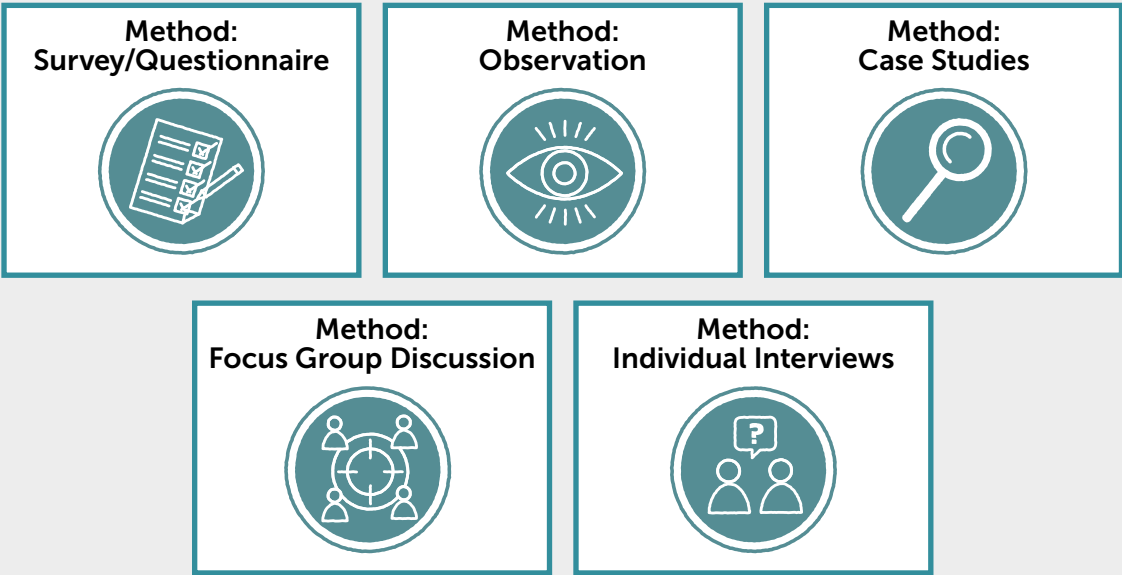 Method:
Survey/Questionnaire
Method:
Observation
Method:
Case Studies
Method:
Focus Group Discussion
Method:
Individual Interviews
?